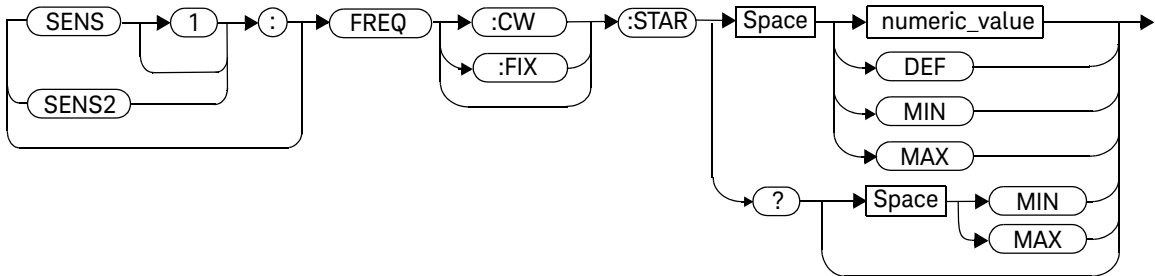 SENS 1 : FREQ :CW :STAR Space numeric_value
:FIX DEF
SENS2 MIN
MAX
? Space MIN
MAX